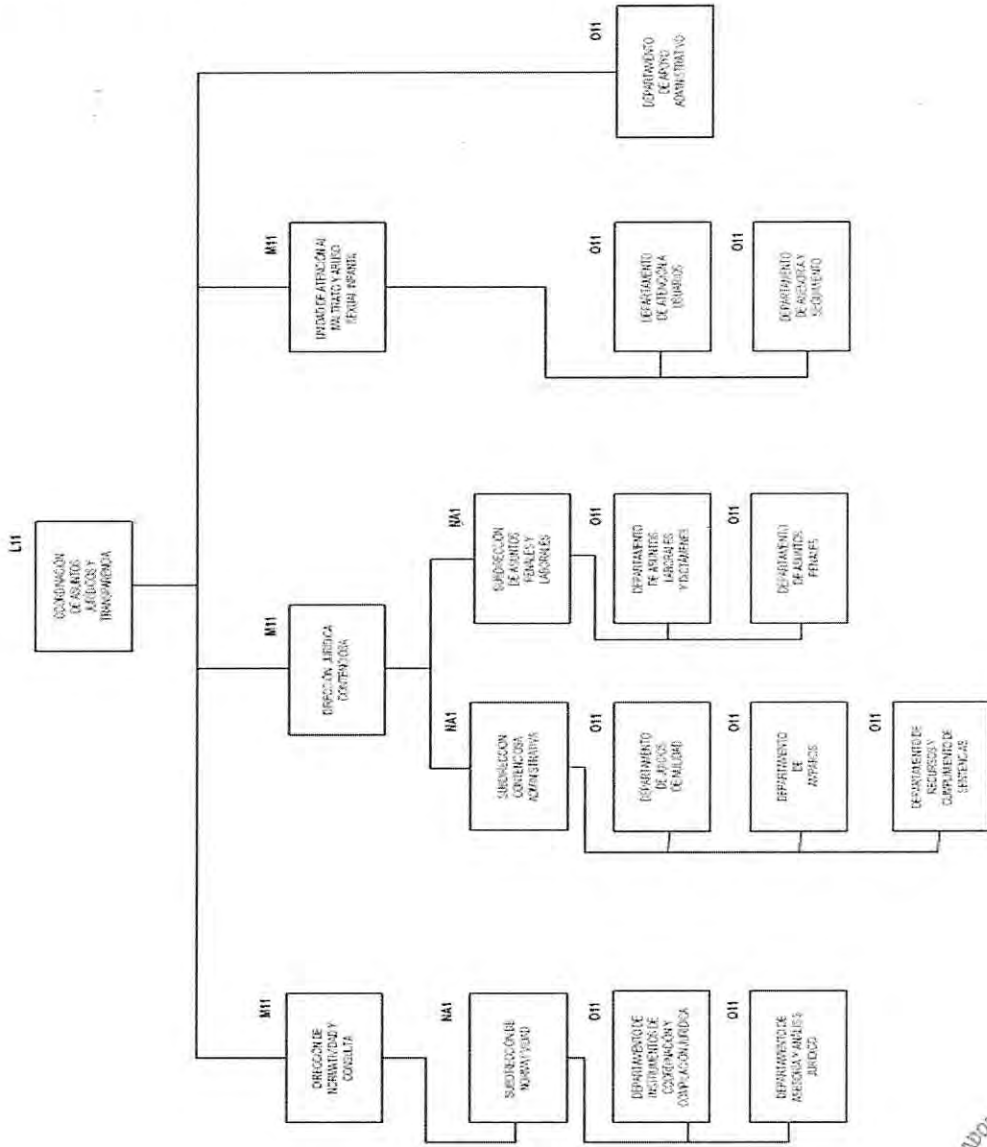 L11
COORDINACIÓN
DE ASUNTOS
JURÍDICOS Y
TRANSPARENCIA
M11
DIRECCIÓN DE
NORMATIVIDAD Y
CONSULTA
NA1
SUBDIRECCIÓN DE
NORMATIVIDAD
O11
DEPARTAMENTO DE
INSTRUMENTOS DE
COORDINACIÓN Y
COMPILACIÓN JURÍDICA
O11
DEPARTAMENTO DE
ASESORÍA Y ANÁLISIS
JURÍDICO
M11
DIRECCIÓN JURÍDICA
CONTENCIOSA
NA1
SUBDIRECCIÓN
CONTENCIOSA
ADMINISTRATIVA
O11
DEPARTAMENTO
DE JUICIOS
DE NULIDAD
O11
DEPARTAMENTO
DE
AMPAROS
O11
DEPARTAMENTO DE
RECURSOS Y
CUMPLIMIENTO DE
SENTENCIAS
NA1
SUBDIRECCIÓN
DE ASUNTOS
PENALES Y
LABORALES
O11
DEPARTAMENTO
DE ASUNTOS
LABORALES
Y DICTÁMENES
O11
DEPARTAMENTO
DE ASUNTOS
PENALES
M11
UNIDAD DE ATENCIÓN AL
MALTRATO Y ABUSO
SEXUAL INFANTIL
O11
DEPARTAMENTO
DE ATENCIÓN A
USUARIOS
O11
DEPARTAMENTO
DE ASESORÍA Y
SEGUIMIENTO
O11
DEPARTAMENTO
DE APOYO
ADMINISTRATIVO